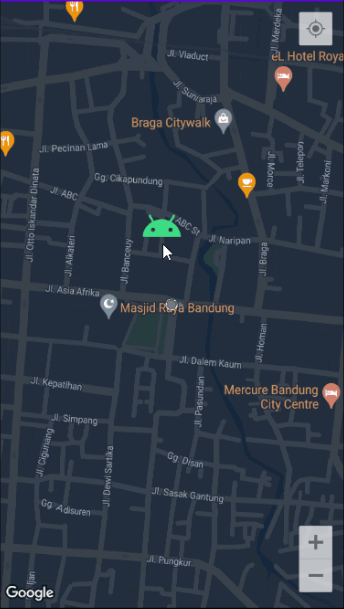 Jl. Merdeka
Jl. Vladuct
eL Hotel Roya
Jl. Suniaraja
Braga Citywalk
Jl. Pecinan Lama
Jl. Telepon
Jl. Morce
Jl. Markoni
Gg. Cikapundung
Jl. ABC
Jl. Otto Iskandar Dinata
ABC St
Jl. Naripan
Jl. Alkateri
Jl. Banceuy
Jl. Braga
Jl. Asia Afrika
Masjid Raya Bandung
Jl. Homan
Jl. Dalem Kaum
Jl. Kepatihan
Mercure Bandung
City Centre
Jl. Pasundan
Jl. Simpang
Jl. Ciguriang
Gg. Disan
Jl. Dewi Sartika
Jl. Sasak Gantung
Gg. Adisuren
Jl. Pungkur
Google